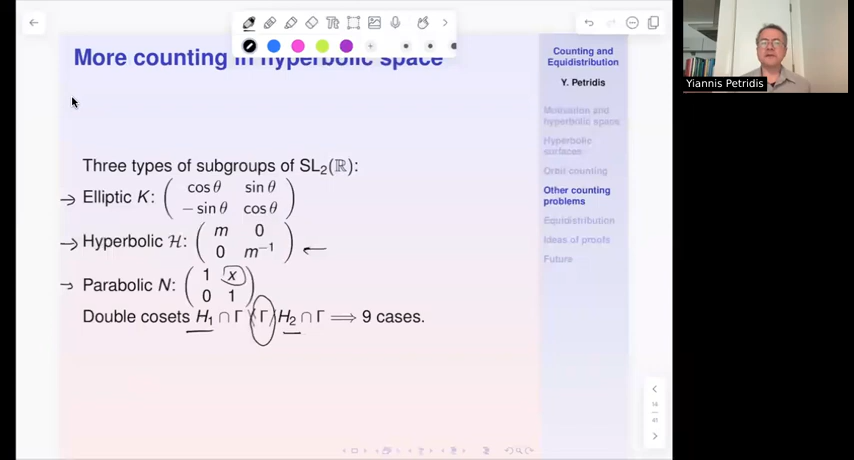 More counting in hyperbolic space
Three types of subgroups of SL₂(ℝ):
Elliptic K: ( cos θ sin θ
− sin θ cos θ )
Hyperbolic ℋ: ( m 0
0 m⁻¹ )
Parabolic N: ( 1 x
0 1 )
Double cosets H₁ ∩ Γ \ Γ / H₂ ∩ Γ ⟹ 9 cases.
Counting and
Equidistribution
Y. Petridis
Motivation and
hyperbolic space
Hyperbolic
surfaces
Orbit counting
Other counting
problems
Equidistribution
Ideas of proofs
Future
Yiannis Petridis